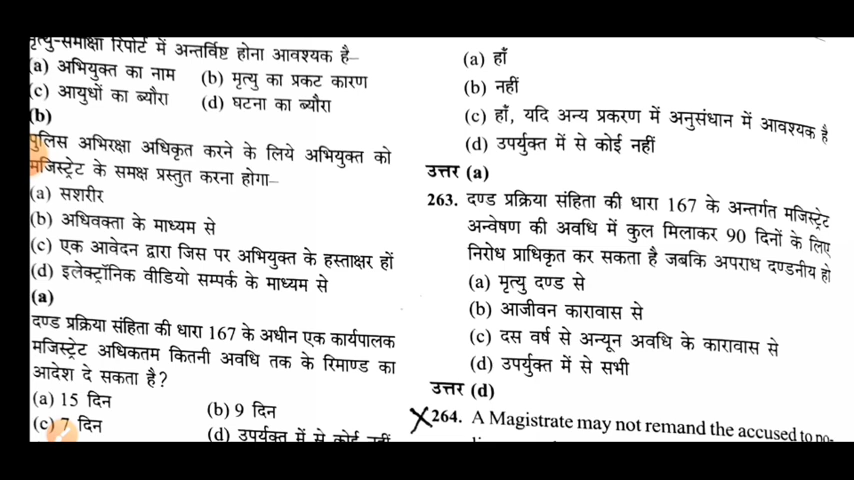 मृत्यु-समीक्षा रिपोर्ट में अन्तर्विष्ट होना आवश्यक है–
(a) अभियुक्त का नाम (b) मृत्यु का प्रकट कारण
(c) आयुधों का ब्यौरा (d) घटना का ब्यौरा
(b)
पुलिस अभिरक्षा अधिकृत करने के लिये अभियुक्त को
मजिस्ट्रेट के समक्ष प्रस्तुत करना होगा–
(a) सशरीर
(b) अधिवक्ता के माध्यम से
(c) एक आवेदन द्वारा जिस पर अभियुक्त के हस्ताक्षर हों
(d) इलेक्ट्रॉनिक वीडियो सम्पर्क के माध्यम से
(a)
दण्ड प्रक्रिया संहिता की धारा 167 के अधीन एक कार्यपालक
मजिस्ट्रेट अधिकतम कितनी अवधि तक के रिमाण्ड का
आदेश दे सकता है?
(a) 15 दिन (b) 9 दिन
(c) 7 दिन (d) उपर्युक्त में से कोई नहीं
(a) हाँ
(b) नहीं
(c) हाँ, यदि अन्य प्रकरण में अनुसंधान में आवश्यक है
(d) उपर्युक्त में से कोई नहीं
उत्तर (a)
263. दण्ड प्रक्रिया संहिता की धारा 167 के अन्तर्गत मजिस्ट्रेट
अन्वेषण की अवधि में कुल मिलाकर 90 दिनों के लिए
निरोध प्राधिकृत कर सकता है जबकि अपराध दण्डनीय हो
(a) मृत्यु दण्ड से
(b) आजीवन कारावास से
(c) दस वर्ष से अन्यून अवधि के कारावास से
(d) उपर्युक्त में से सभी
उत्तर (d)
264. A Magistrate may not remand the accused to po-